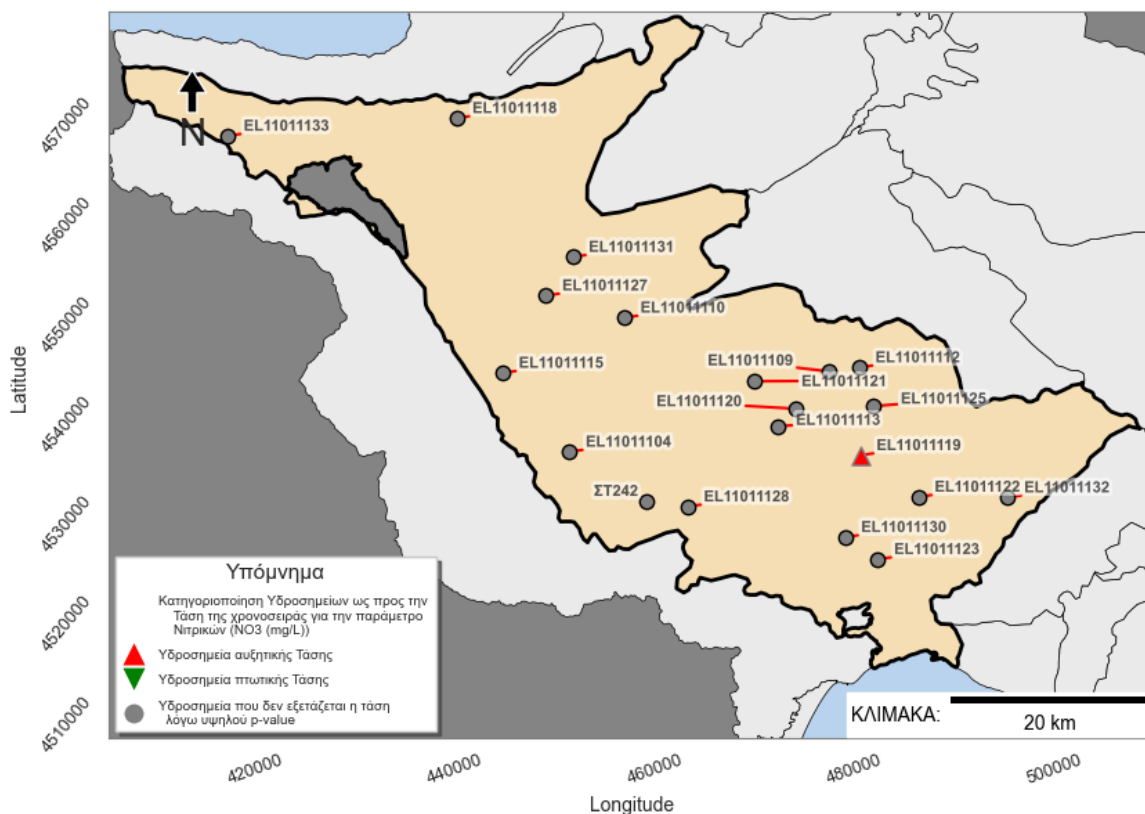 Latitude
4570000
4560000
4550000
4540000
4530000
4520000
4510000
N
EL11011133
EL11011118
EL11011131
EL11011127
EL11011110
EL11011115
EL11011109
EL11011112
EL11011121
EL11011120
EL11011125
EL11011113
EL11011119
EL11011104
ΣΤ242
EL11011128
EL11011122
EL11011132
EL11011130
EL11011123
Υπόμνημα
Κατηγοριοποίηση Υδροσημείων ως προς την
Τάση της χρονοσειράς για την παράμετρο
Νιτρικών (NO3 (mg/L))
Υδροσημεία αυξητικής Τάσης
Υδροσημεία πτωτικής Τάσης
Υδροσημεία που δεν εξετάζεται η τάση
λόγω υψηλού p-value
ΚΛΙΜΑΚΑ:
20 km
420000
440000
460000
480000
500000
Longitude